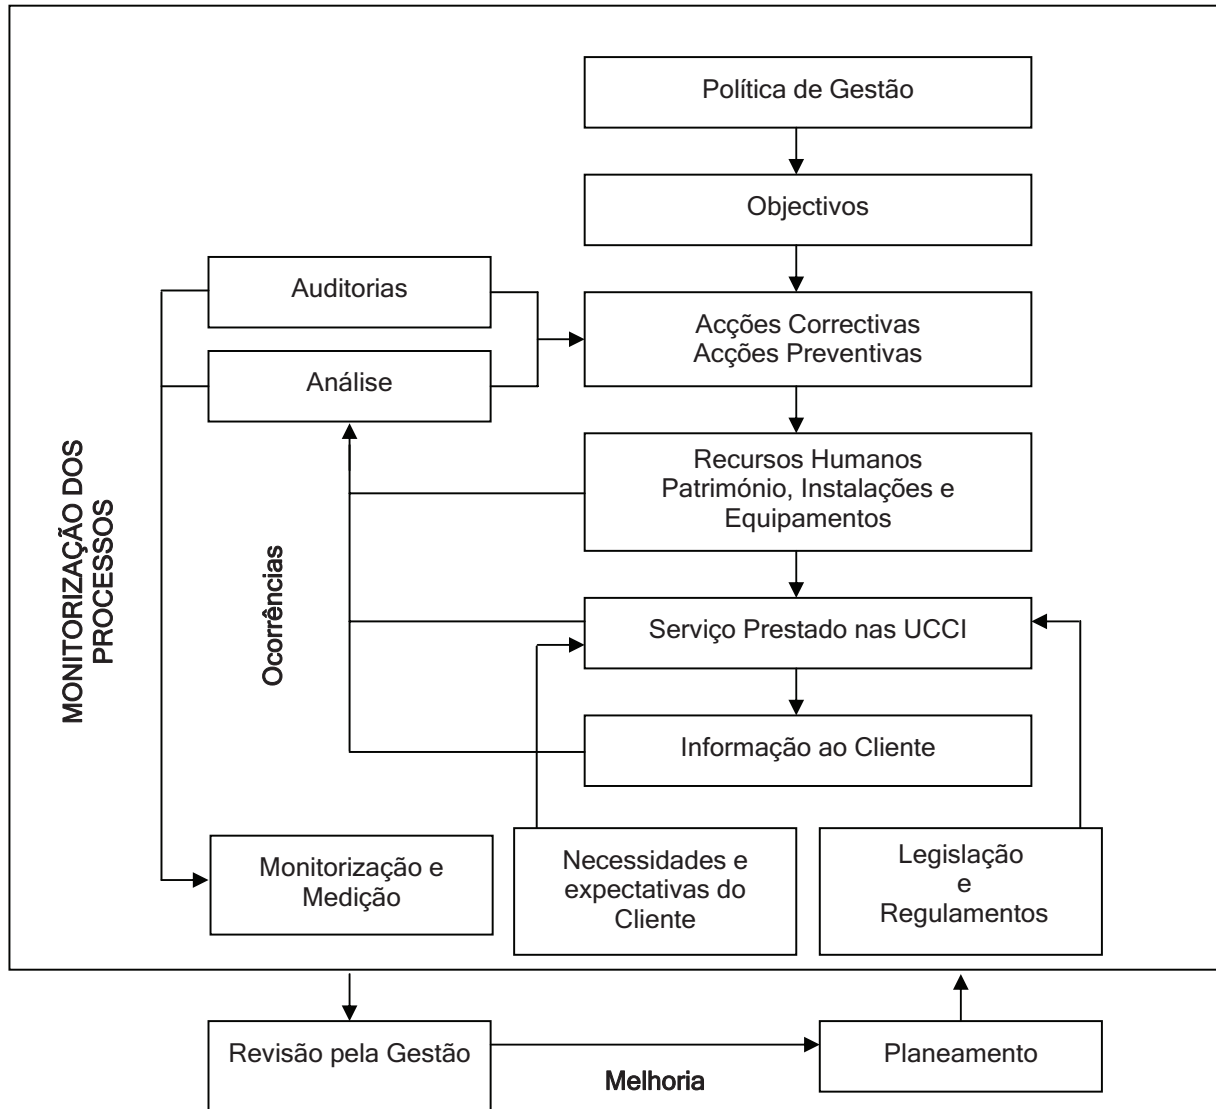 Política de Gestão
Objectivos
Auditorias
Acções Correctivas
Acções Preventivas
Análise
Recursos Humanos
Património, Instalações e
Equipamentos
MONITORIZAÇÃO DOS
PROCESSOS
Ocorrências
Serviço Prestado nas UCCI
Informação ao Cliente
Monitorização e
Medição
Necessidades e
expectativas do
Cliente
Legislação
e
Regulamentos
Revisão pela Gestão
Melhoria
Planeamento